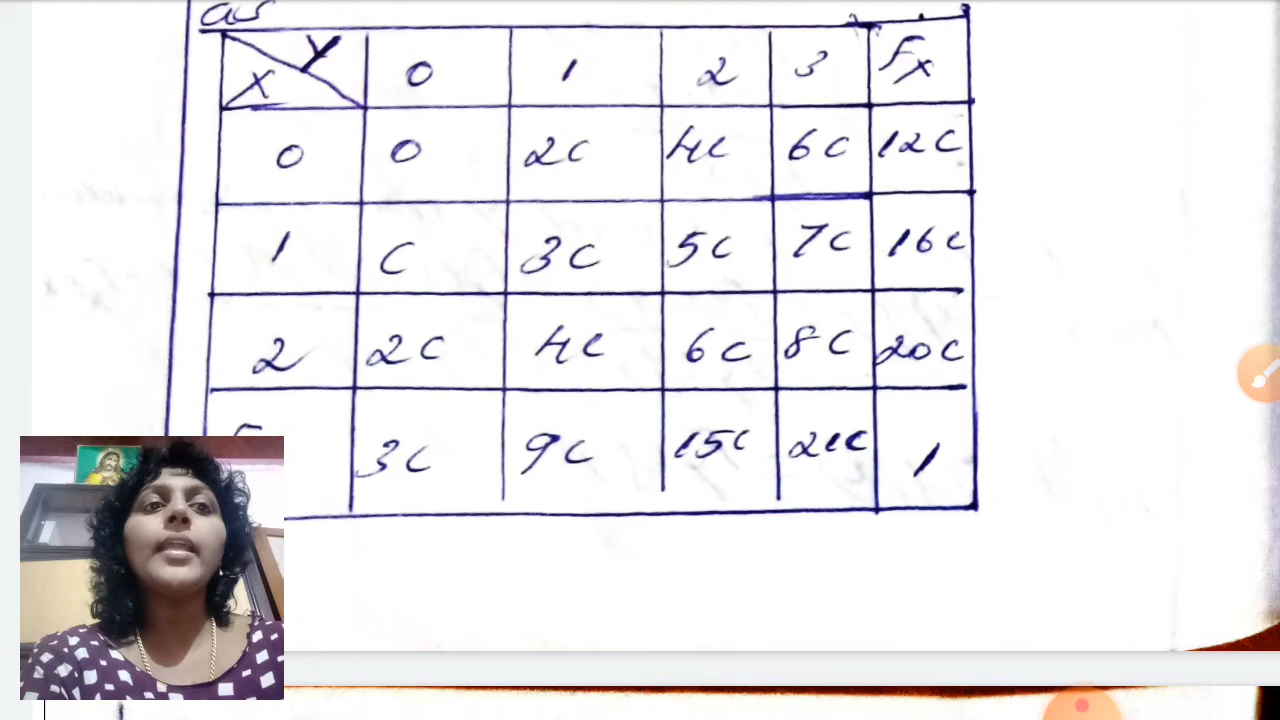 as
X Y 0 1 2 3 Fx
0 0 2C 4C 6C 12C
1 C 3C 5C 7C 16C
2 2C 4C 6C 8C 20C
3C 9C 15C 21C 1